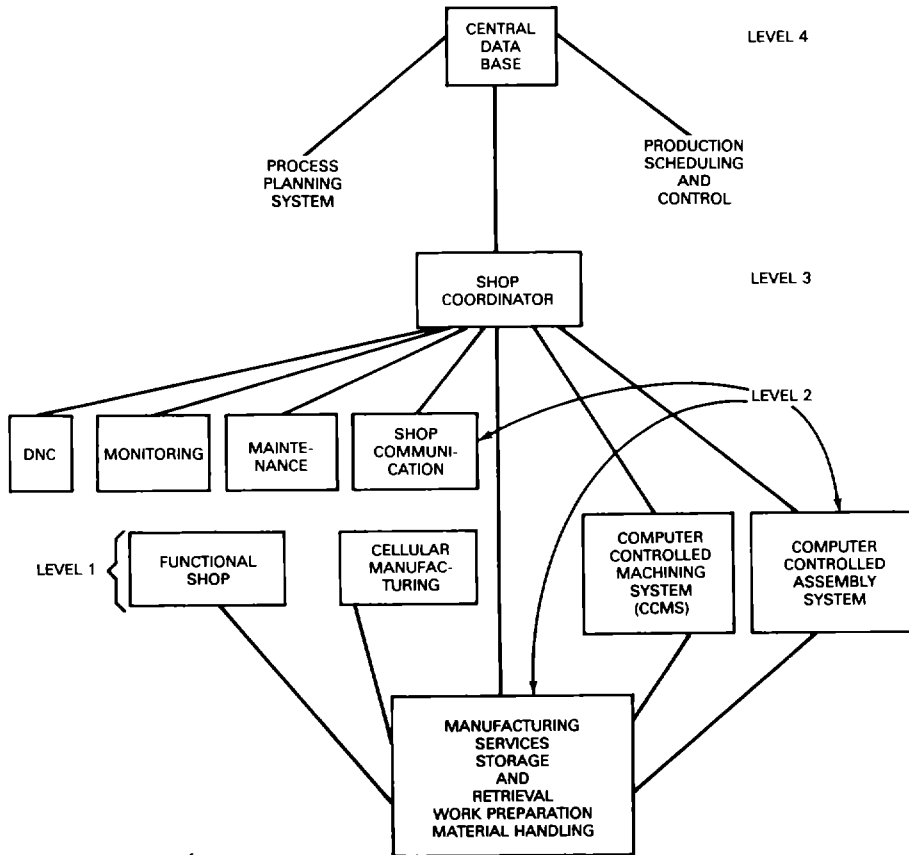 CENTRAL
DATA
BASE
LEVEL 4
PROCESS
PLANNING
SYSTEM
PRODUCTION
SCHEDULING
AND
CONTROL
SHOP
COORDINATOR
LEVEL 3
LEVEL 2
DNC
MONITORING
MAINTE-
NANCE
SHOP
COMMUNI-
CATION
LEVEL 1
FUNCTIONAL
SHOP
CELLULAR
MANUFAC-
TURING
COMPUTER
CONTROLLED
MACHINING
SYSTEM
(CCMS)
COMPUTER
CONTROLLED
ASSEMBLY
SYSTEM
MANUFACTURING
SERVICES
STORAGE
AND
RETRIEVAL
WORK PREPARATION
MATERIAL HANDLING